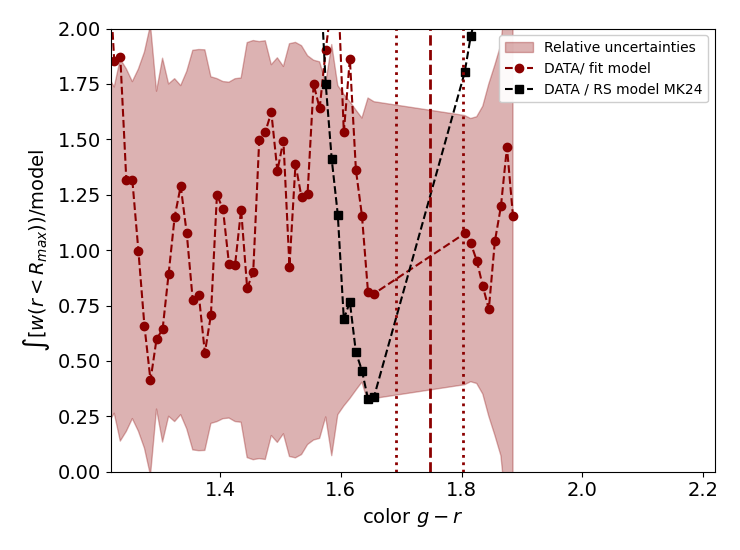 2.00
1.75
1.50
1.25
1.00
0.75
0.50
0.25
0.00
∫[w(r < R_{max}))/model
Relative uncertainties
DATA/ fit model
DATA / RS model MK24
1.4 1.6 1.8 2.0 2.2
color g − r